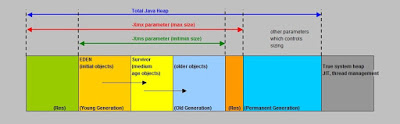 Total Java Heap
-Xmx parameter (max size)
-Xms parameter (mimum size)
other parameters
which controls
sizing
EDEN
(initial objects)
Survivor
(medium
age objects)
(older objects)
True system heap
JIT, thread management
(Res)
(Young Generation)
(Old Generation)
(Res)
(Permanent Generation)